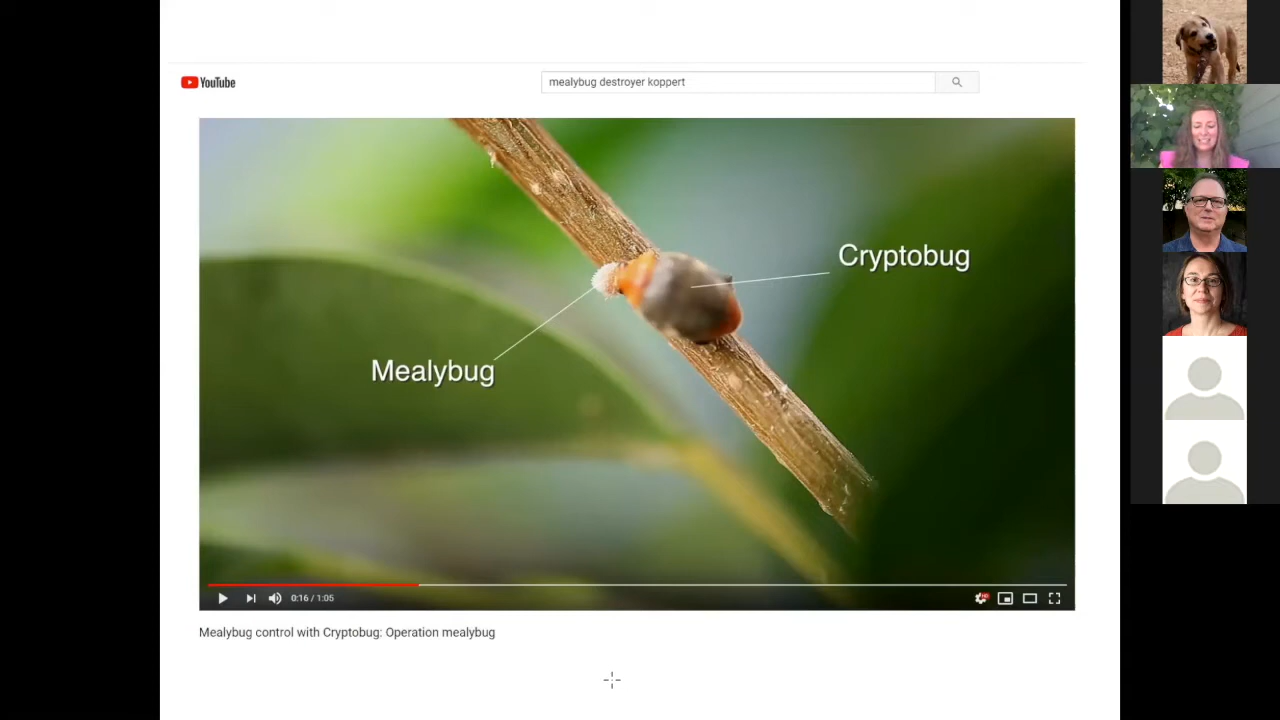 YouTube
mealybug destroyer koppert
Cryptobug
Mealybug
0:16 / 1:05
Mealybug control with Cryptobug: Operation mealybug